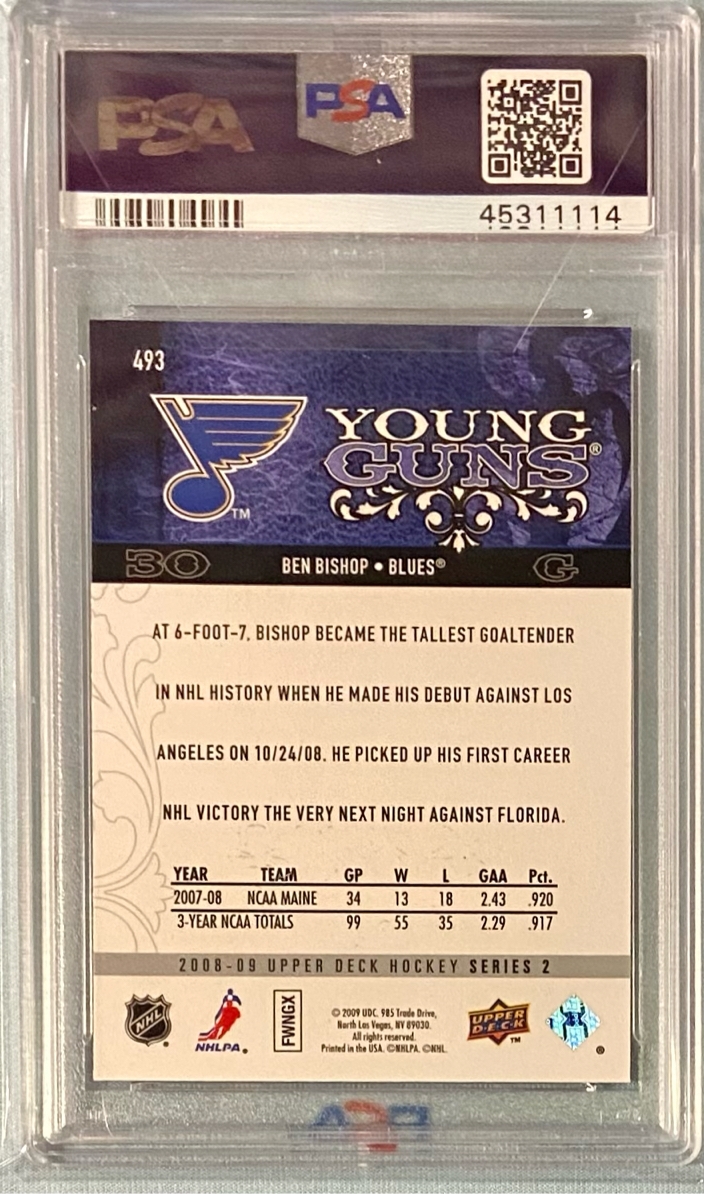 PSA
PSA
45311114
493
YOUNG
GUNS®
TM
30 BEN BISHOP • BLUES® G
AT 6-FOOT-7, BISHOP BECAME THE TALLEST GOALTENDER
IN NHL HISTORY WHEN HE MADE HIS DEBUT AGAINST LOS
ANGELES ON 10/24/08. HE PICKED UP HIS FIRST CAREER
NHL VICTORY THE VERY NEXT NIGHT AGAINST FLORIDA.
YEAR TEAM GP W L GAA Pct.
2007-08 NCAA MAINE 34 13 18 2.43 .920
3-YEAR NCAA TOTALS 99 55 35 2.29 .917
2008-09 UPPER DECK HOCKEY SERIES 2
NHL ®
NHLPA ®
FWNGX
© 2009 UDC. 985 Trade Drive,
North Las Vegas, NV 89030.
All rights reserved.
Printed in the USA. ©NHLPA. ©NHL.
UPPER
DECK
TM
®
PSA